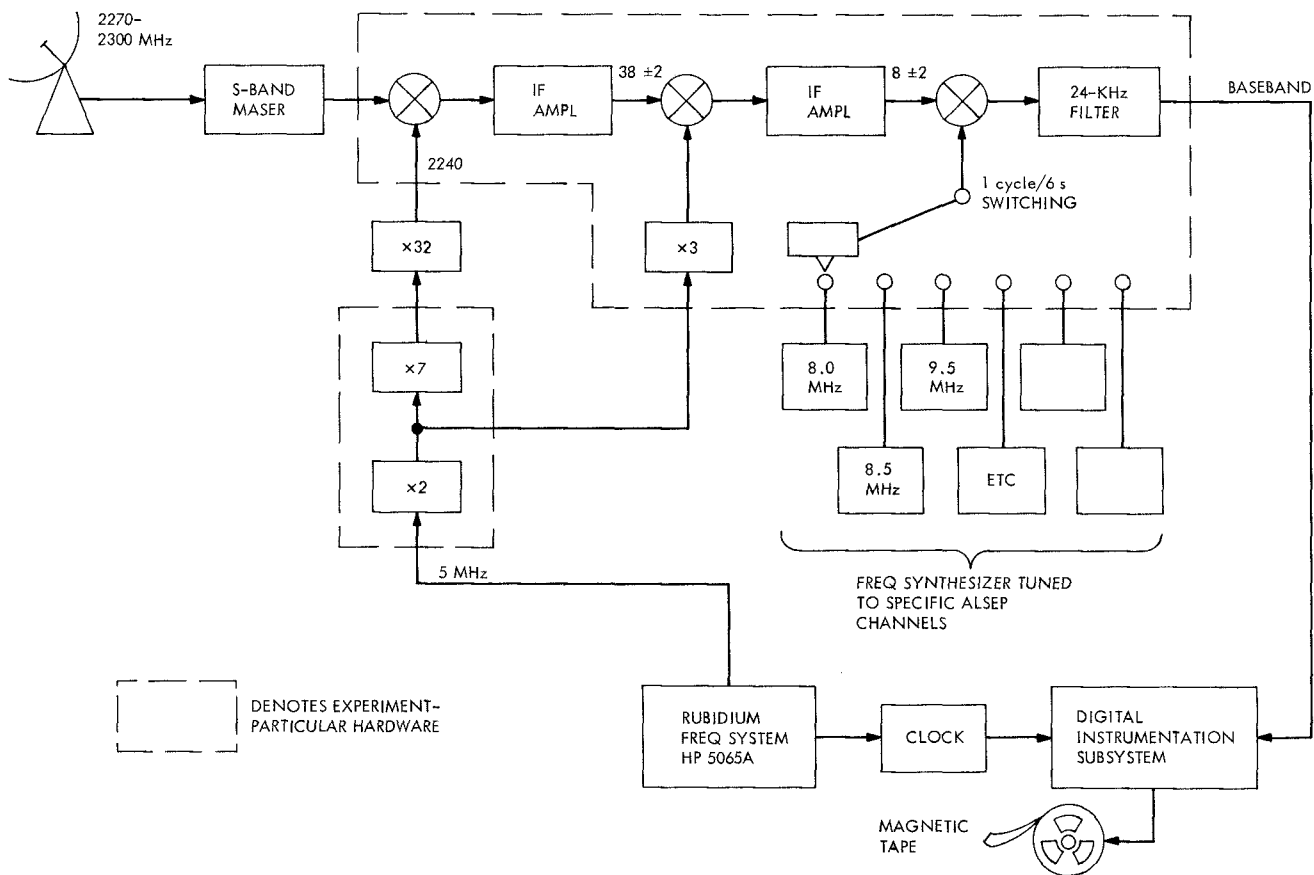 2270-
2300 MHz
S-BAND
MASER
IF
AMPL
38 ±2
IF
AMPL
8 ±2
24-KHz
FILTER
BASEBAND
2240
1 cycle/6 s
SWITCHING
×32
×3
×7
×2
8.0
MHz
9.5
MHz
8.5
MHz
ETC
5 MHz
FREQ SYNTHESIZER TUNED
TO SPECIFIC ALSEP
CHANNELS
DENOTES EXPERIMENT-
PARTICULAR HARDWARE
RUBIDIUM
FREQ SYSTEM
HP 5065A
CLOCK
DIGITAL
INSTRUMENTATION
SUBSYSTEM
MAGNETIC
TAPE